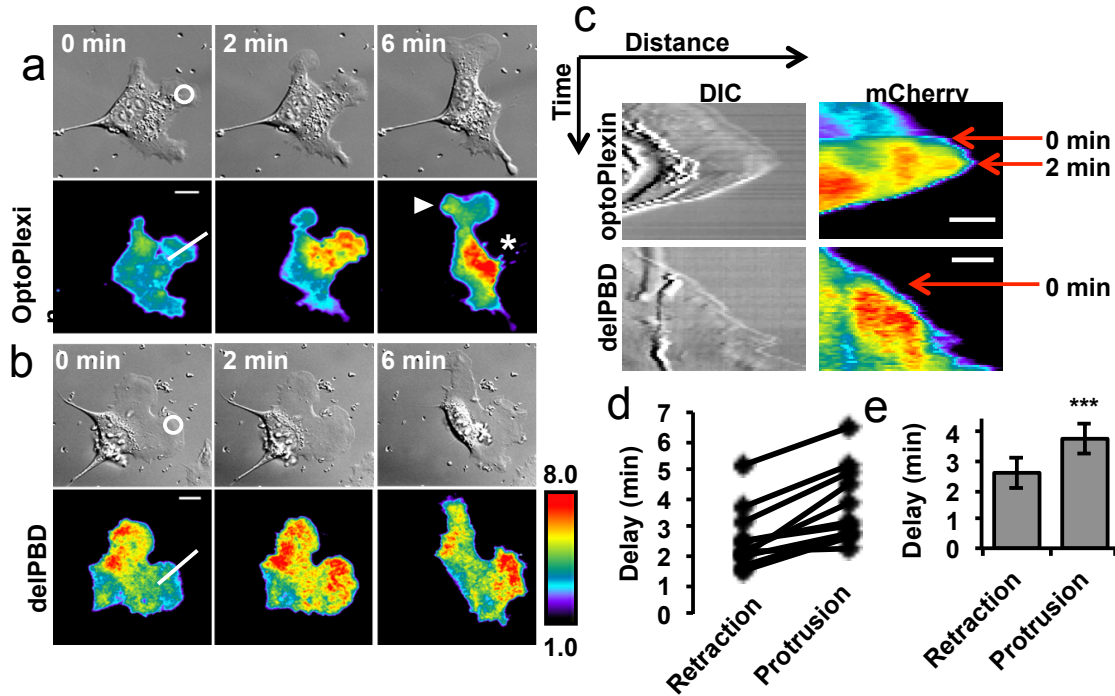 a
0 min
2 min
6 min
OptoPlexi
n
*
b
0 min
2 min
6 min
delPBD
8.0
1.0
c
Distance
Time
DIC
mCherry
optoPlexin
0 min
2 min
delPBD
0 min
d
Delay (min)
7
6
5
4
3
2
1
0
Retraction
Protrusion
e
Delay (min)
4
3
2
1
0
***
Retraction
Protrusion